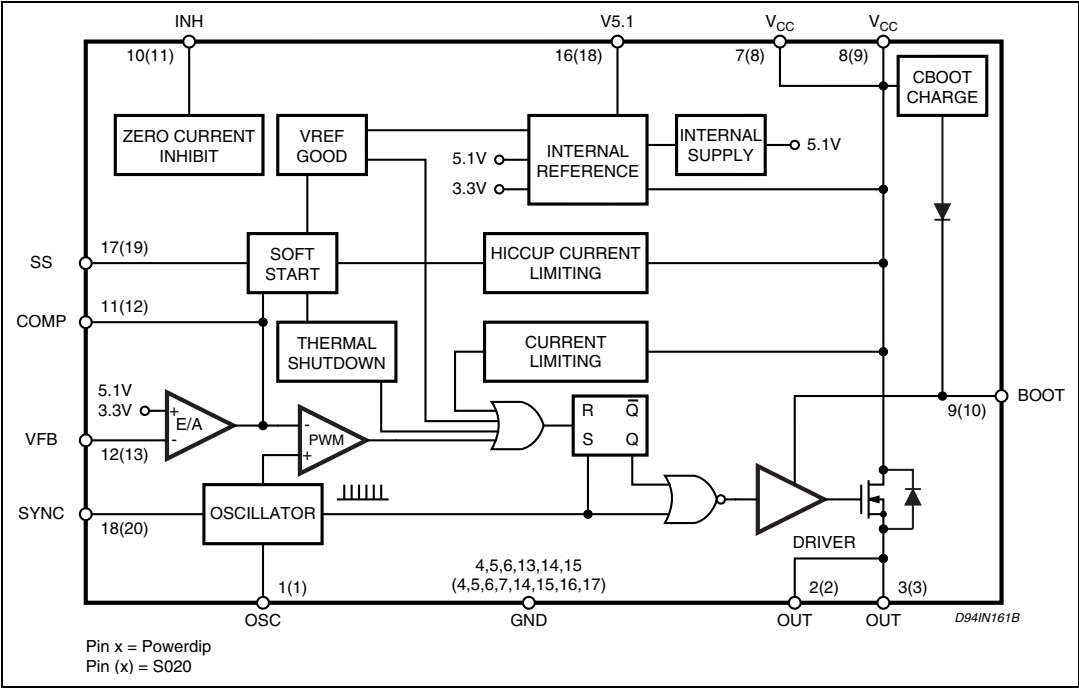 INH
V5.1
VCC
VCC
10(11)
16(18)
7(8)
8(9)
CBOOT
CHARGE
ZERO CURRENT
INHIBIT
VREF
GOOD
INTERNAL
REFERENCE
5.1V
3.3V
INTERNAL
SUPPLY
5.1V
SS
17(19)
SOFT
START
HICCUP CURRENT
LIMITING
COMP
11(12)
THERMAL
SHUTDOWN
CURRENT
LIMITING
5.1V
3.3V
+
E/A
-
VFB
12(13)
-
PWM
+
R
Q̅
S
Q
BOOT
9(10)
SYNC
18(20)
OSCILLATOR
DRIVER
4,5,6,13,14,15
(4,5,6,7,14,15,16,17)
1(1)
2(2)
3(3)
OSC
GND
OUT
OUT
D94IN161B
Pin x = Powerdip
Pin (x) = S020